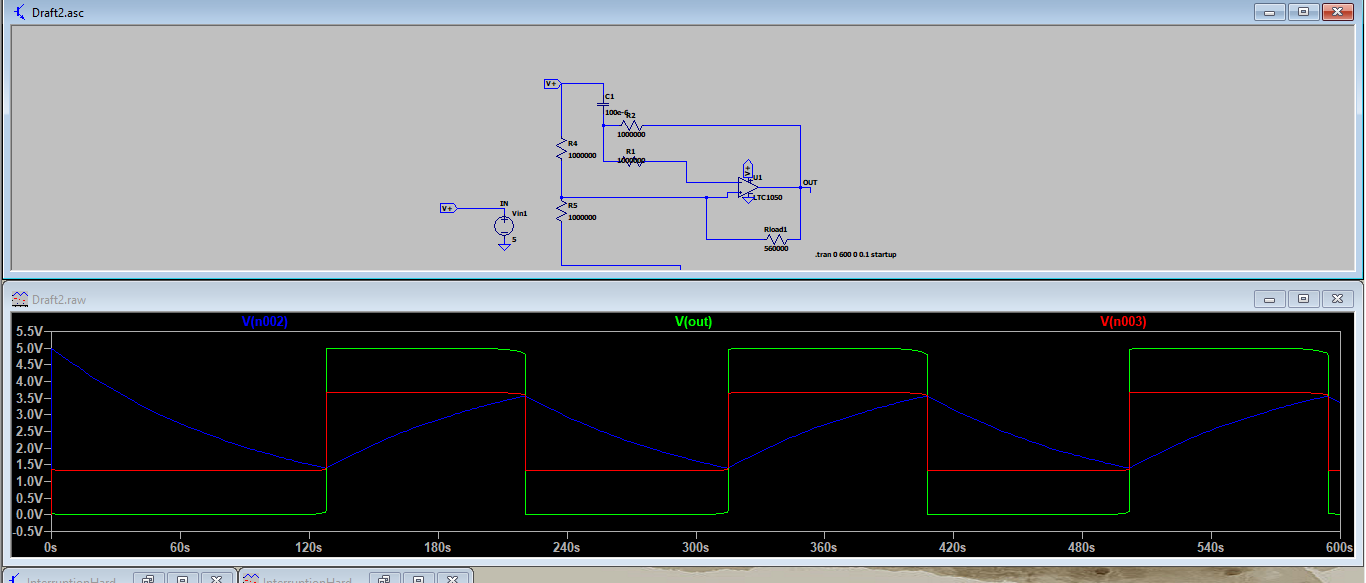 Draft2.asc
V+
C1
100e-6
R2
1000000
R1
1000000
R4
1000000
V+
U1
OUT
LTC1050
V+
IN
Vin1
5
R5
1000000
Rload1
560000
.tran 0 600 0 0.1 startup
Draft2.raw
V(n002) V(out) V(n003)
5.5V
5.0V
4.5V
4.0V
3.5V
3.0V
2.5V
2.0V
1.5V
1.0V
0.5V
0.0V
-0.5V
0s 60s 120s 180s 240s 300s 360s 420s 480s 540s 600s
InterruptionHard InterruptionHard